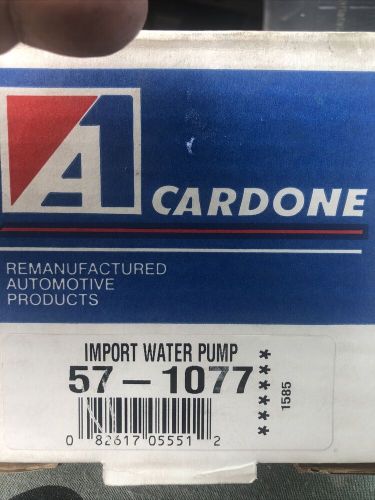 A1
CARDONE
REMANUFACTURED
AUTOMOTIVE
PRODUCTS
IMPORT WATER PUMP
57-1077
******
1585
0 82617 05551 2